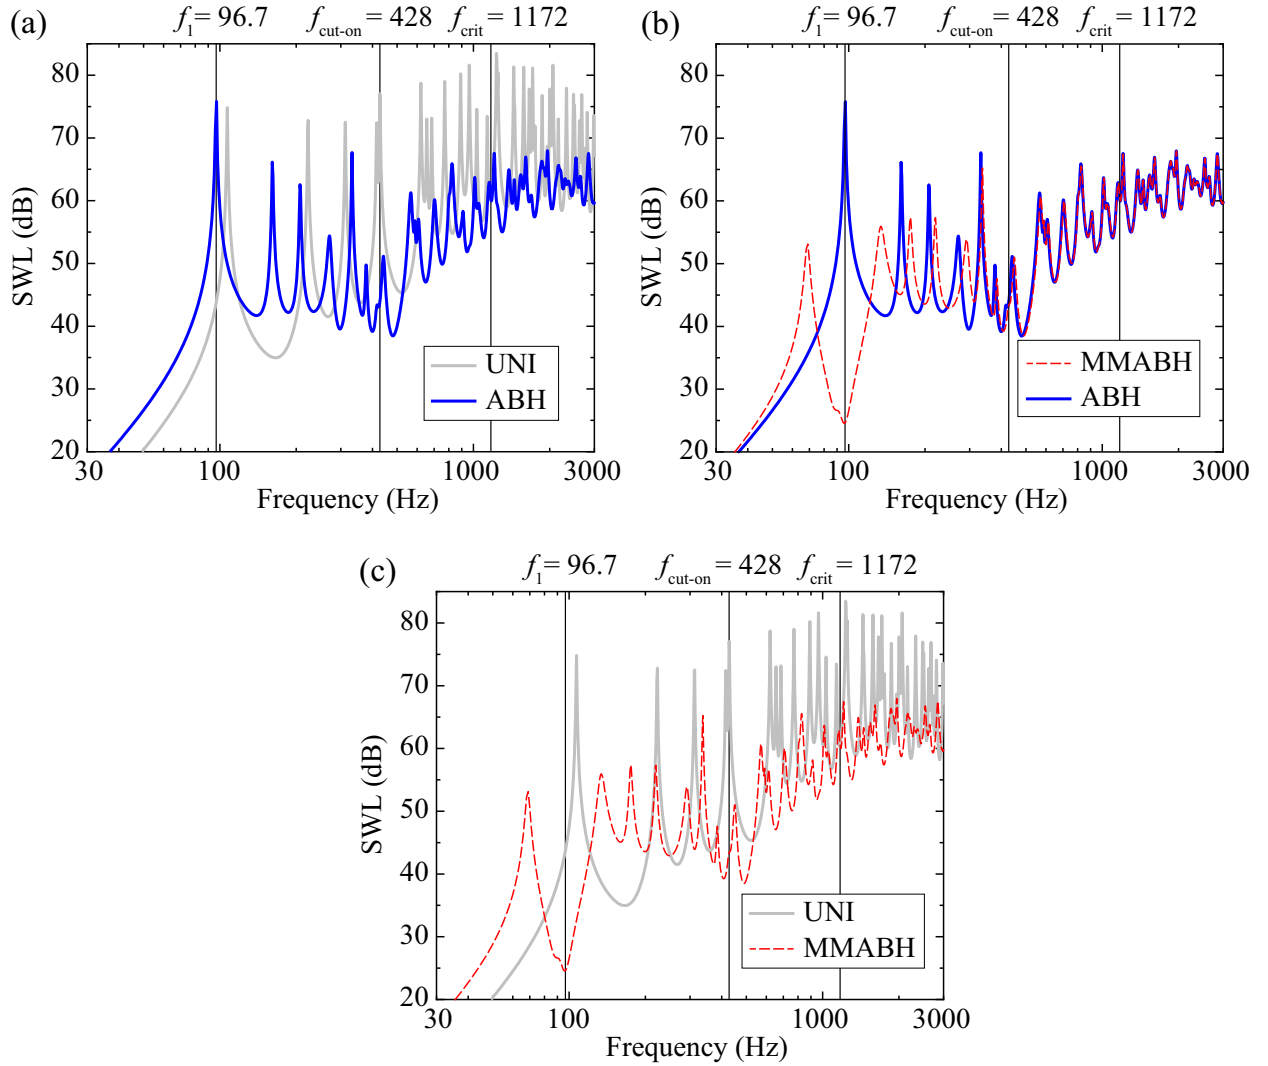 (a) f1 = 96.7 fcut-on = 428 fcrit = 1172
80
70
60
50
40
30
20
SWL (dB)
UNI
ABH
30 100 1000 3000
Frequency (Hz)
(b) f1 = 96.7 fcut-on = 428 fcrit = 1172
80
70
60
50
40
30
20
SWL (dB)
MMABH
ABH
30 100 1000 3000
Frequency (Hz)
(c) f1 = 96.7 fcut-on = 428 fcrit = 1172
80
70
60
50
40
30
20
SWL (dB)
UNI
MMABH
30 100 1000 3000
Frequency (Hz)